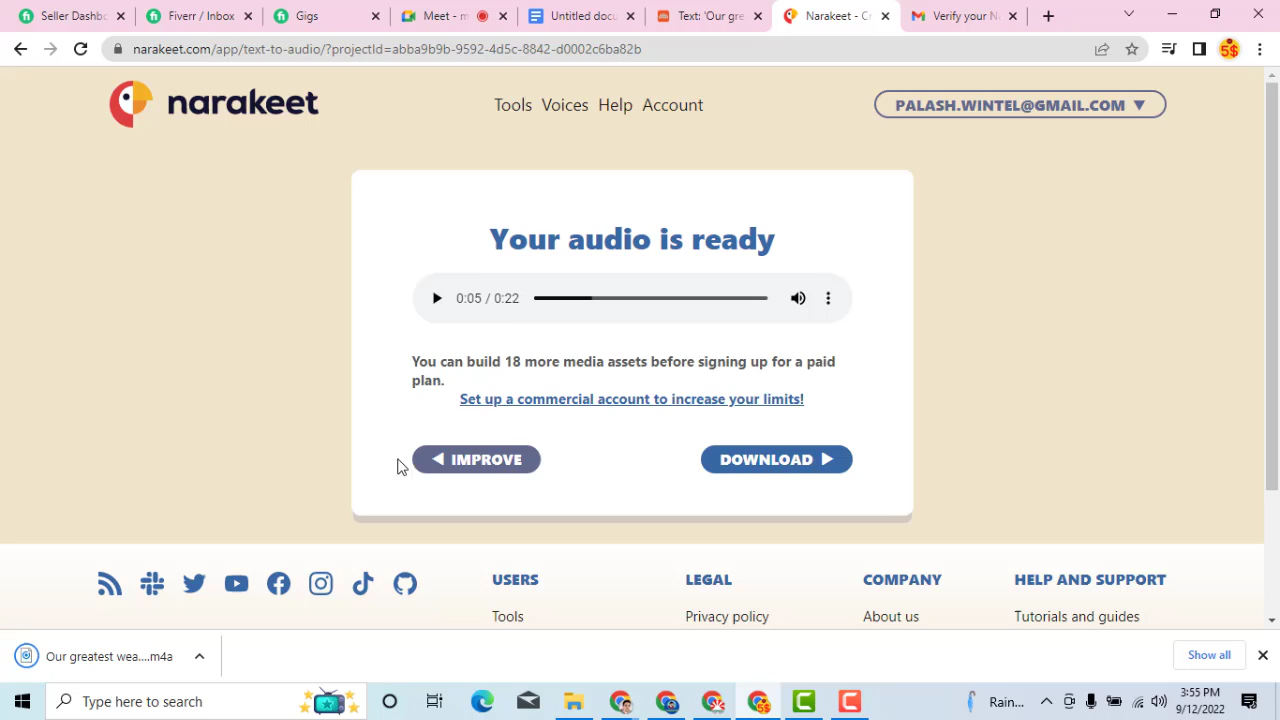 Seller Dashb
Fiverr / Inbox
Gigs
Meet - m
Untitled docu
Text: 'Our gre
Narakeet - Cr
Verify your N
narakeet.com/app/text-to-audio/?projectId=abba9b9b-9592-4d5c-8842-d0002c6ba82b
5$
narakeet
Tools Voices Help Account
PALASH.WINTEL@GMAIL.COM ▼
Your audio is ready
0:05 / 0:22
You can build 18 more media assets before signing up for a paid
plan.
Set up a commercial account to increase your limits!
IMPROVE
DOWNLOAD
USERS
LEGAL
COMPANY
HELP AND SUPPORT
Tools
Privacy policy
About us
Tutorials and guides
Our greatest wea....m4a
Show all
Type here to search
5$
Rain...
3:55 PM
9/12/2022